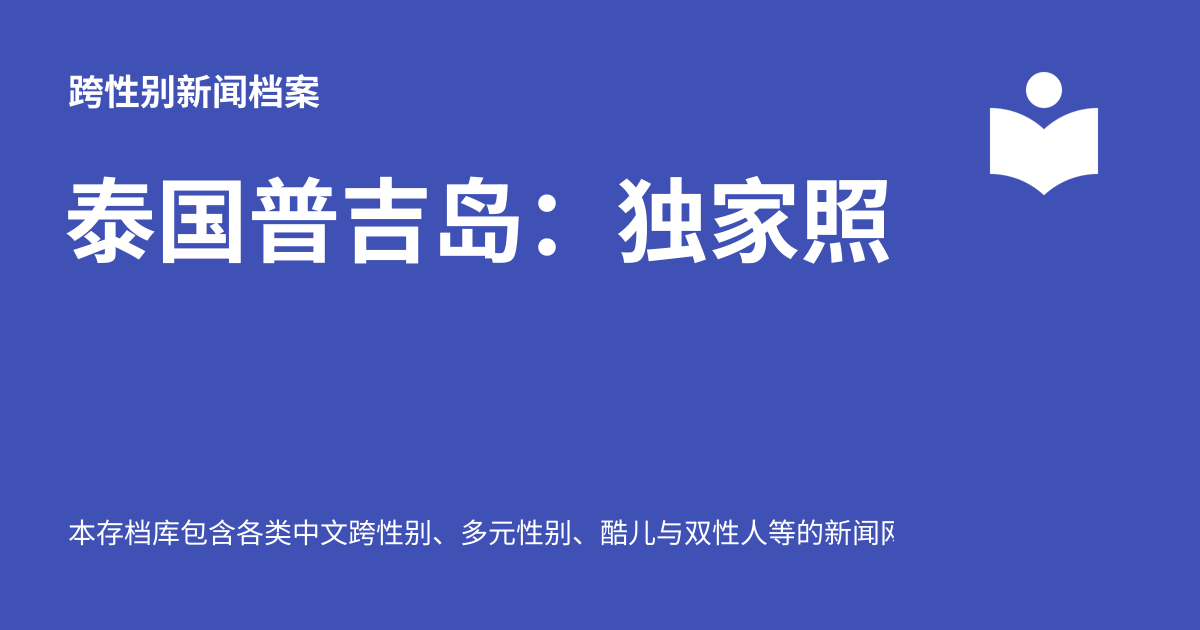 跨性别新闻档案
泰国普吉岛：独家照
本存档库包含各类中文跨性别、多元性别、酷儿与双性人等的新闻